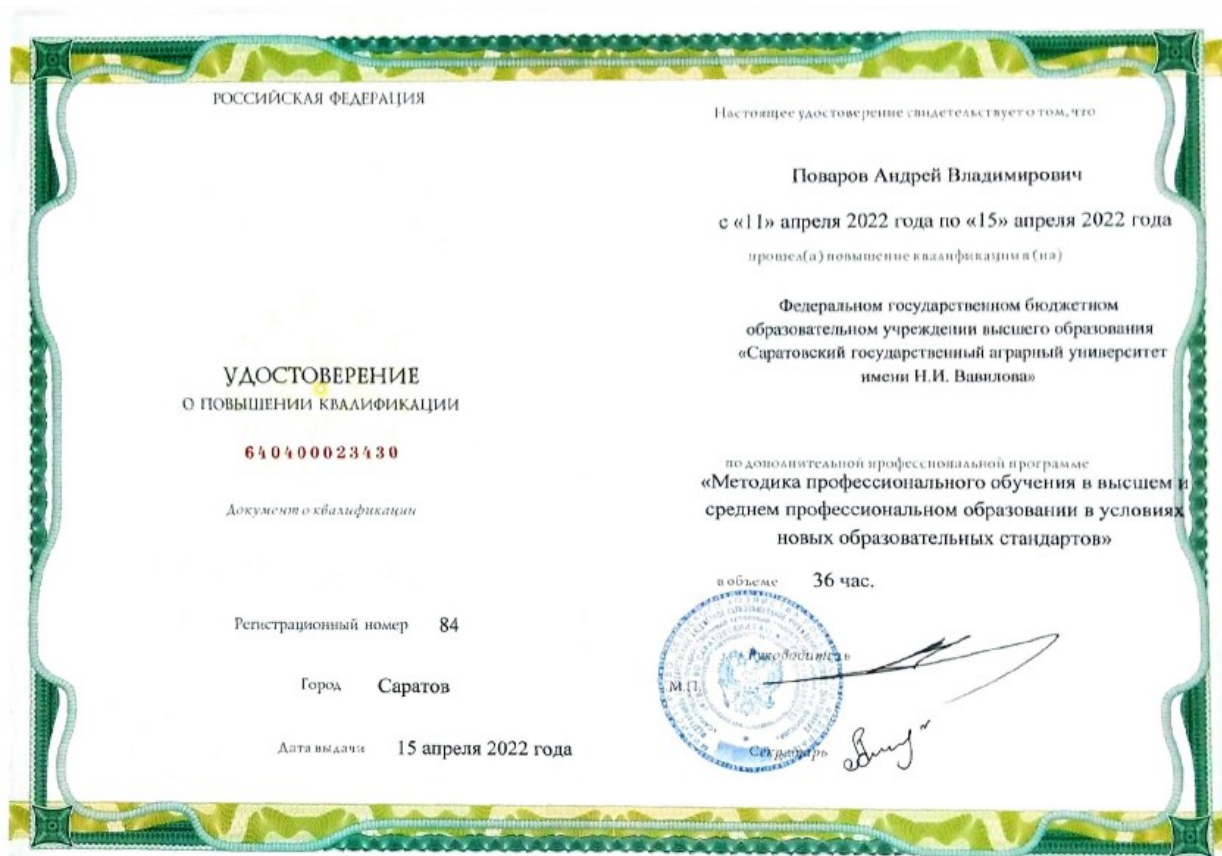 РОССИЙСКАЯ ФЕДЕРАЦИЯ
УДОСТОВЕРЕНИЕ
О ПОВЫШЕНИИ КВАЛИФИКАЦИИ
640400023430
Документ о квалификации
Регистрационный номер 84
Город Саратов
Дата выдачи 15 апреля 2022 года
Настоящее удостоверение свидетельствует о том, что
Поваров Андрей Владимирович
с «11» апреля 2022 года по «15» апреля 2022 года
прошел(а) повышение квалификации в (на)
Федеральном государственном бюджетном
образовательном учреждении высшего образования
«Саратовский государственный аграрный университет
имени Н.И. Вавилова»
по дополнительной профессиональной программе
«Методика профессионального обучения в высшем и
среднем профессиональном образовании в условиях
новых образовательных стандартов»
в объеме 36 час.
Руководитель
М.П.
Секретарь